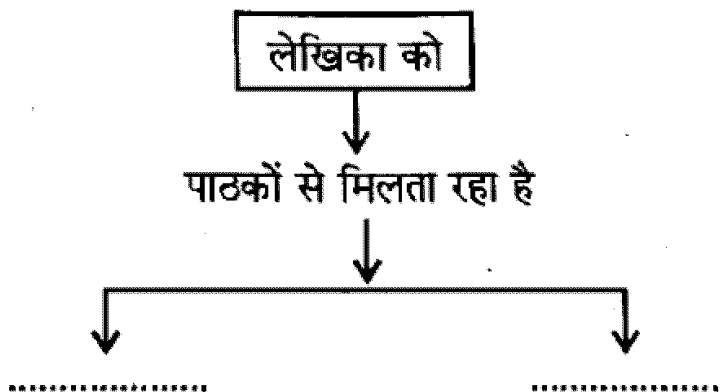 लेखिका को
पाठकों से मिलता रहा है